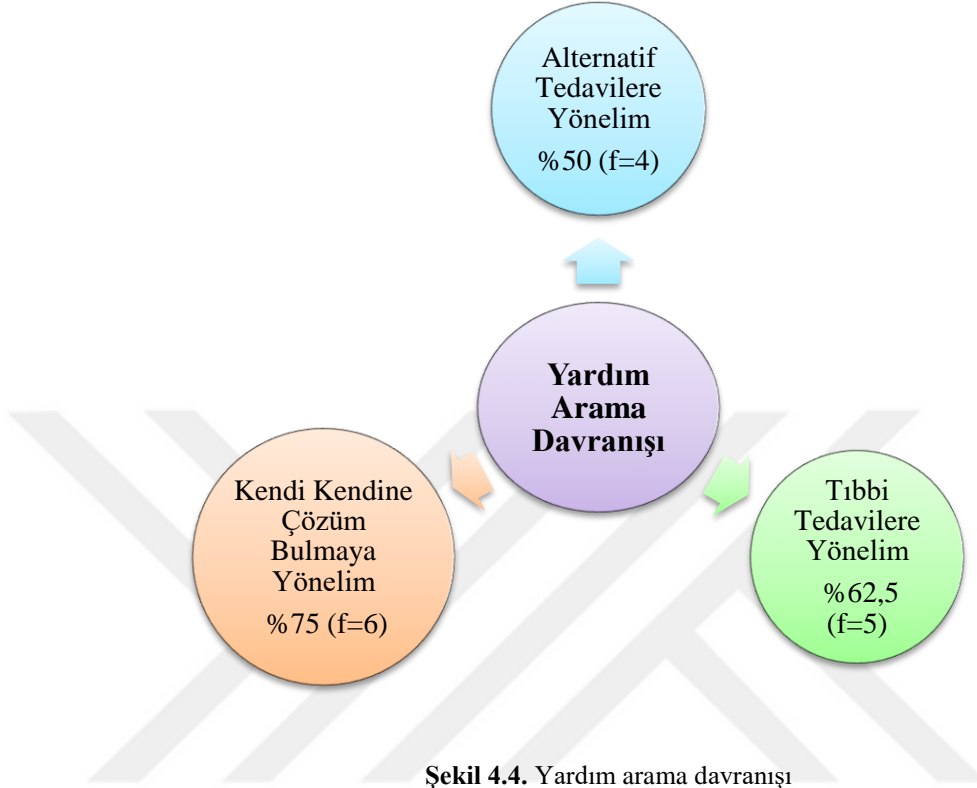 Alternatif
Tedavilere
Yönelim
%50 (f=4)
Yardım
Arama
Davranışı
Kendi Kendine
Çözüm
Bulmaya
Yönelim
%75 (f=6)
Tıbbi
Tedavilere
Yönelim
%62,5
(f=5)
Şekil 4.4. Yardım arama davranışı